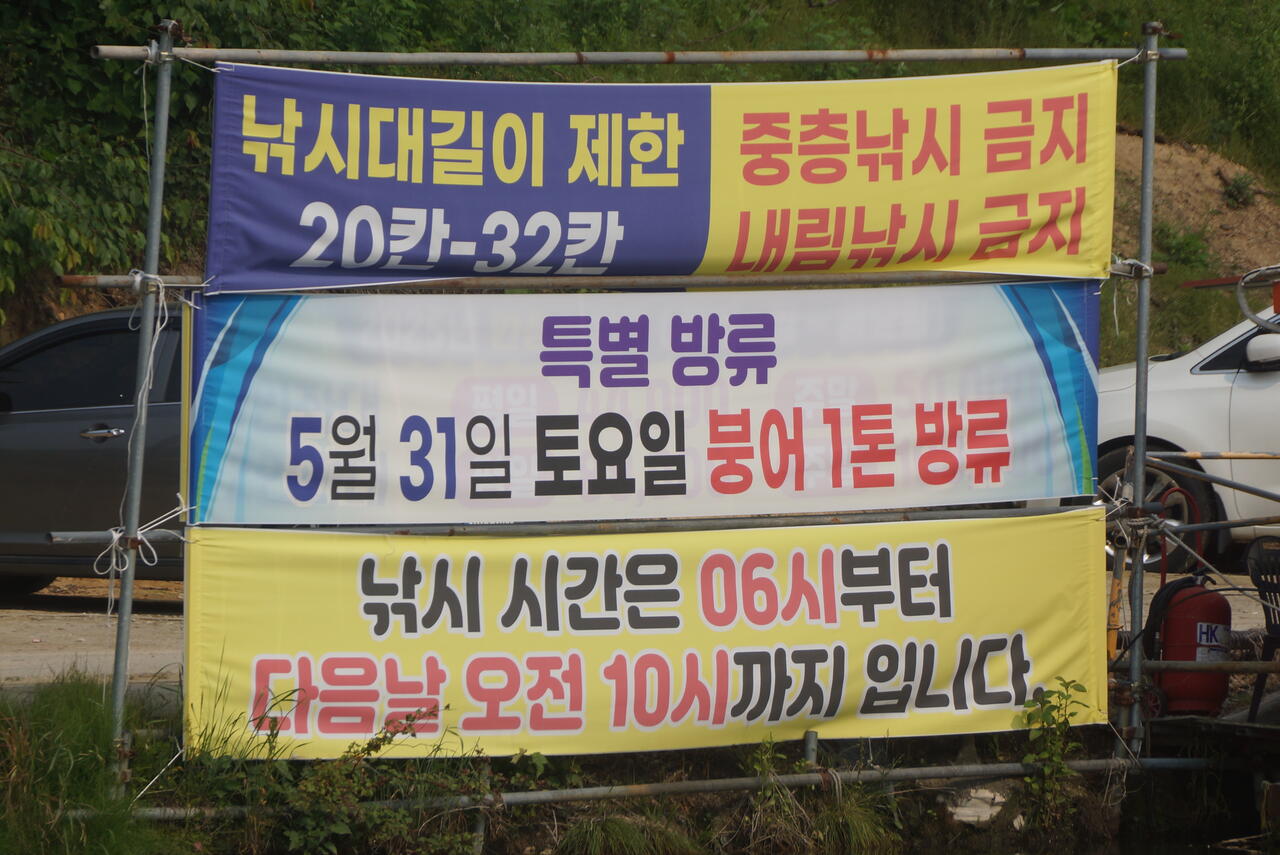 낚시대길이 제한
20칸-32칸
중층낚시 금지
내림낚시 금지
특별 방류
5월 31일 토요일 붕어 1톤 방류
낚시 시간은 06시부터
다음날 오전 10시까지 입니다.
HK